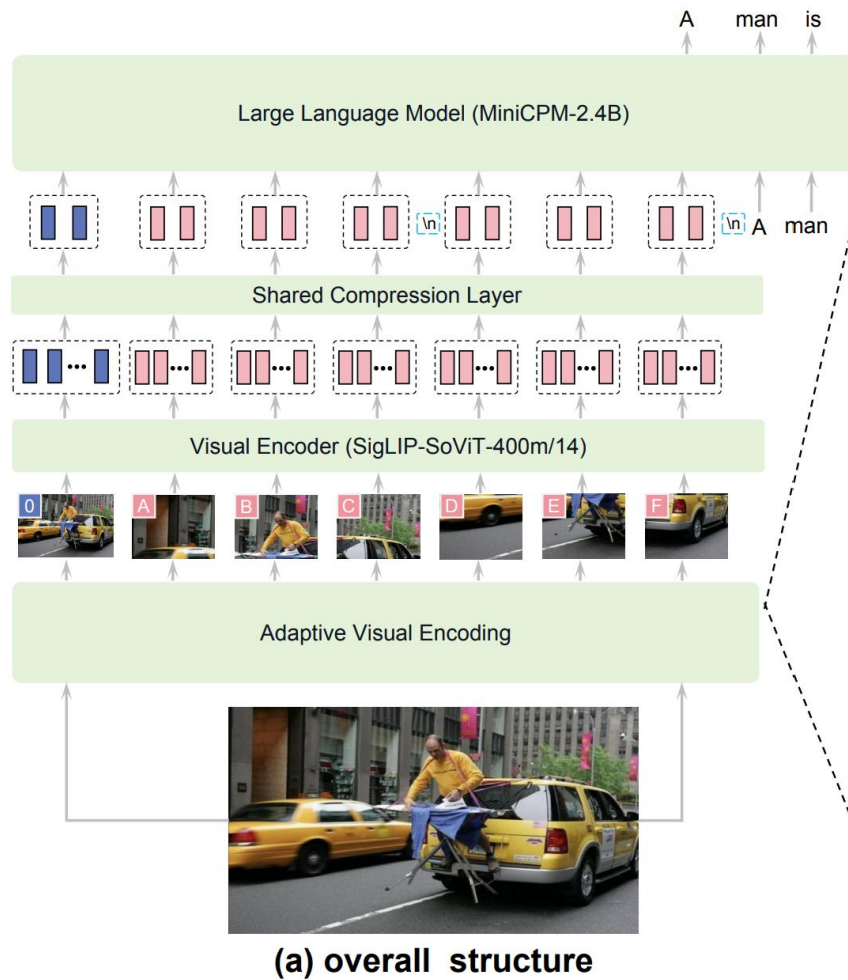 A man is
Large Language Model (MiniCPM-2.4B)
\n \n A man
Shared Compression Layer
Visual Encoder (SigLIP-SoViT-400m/14)
0 A B C D E F
Adaptive Visual Encoding
(a) overall structure